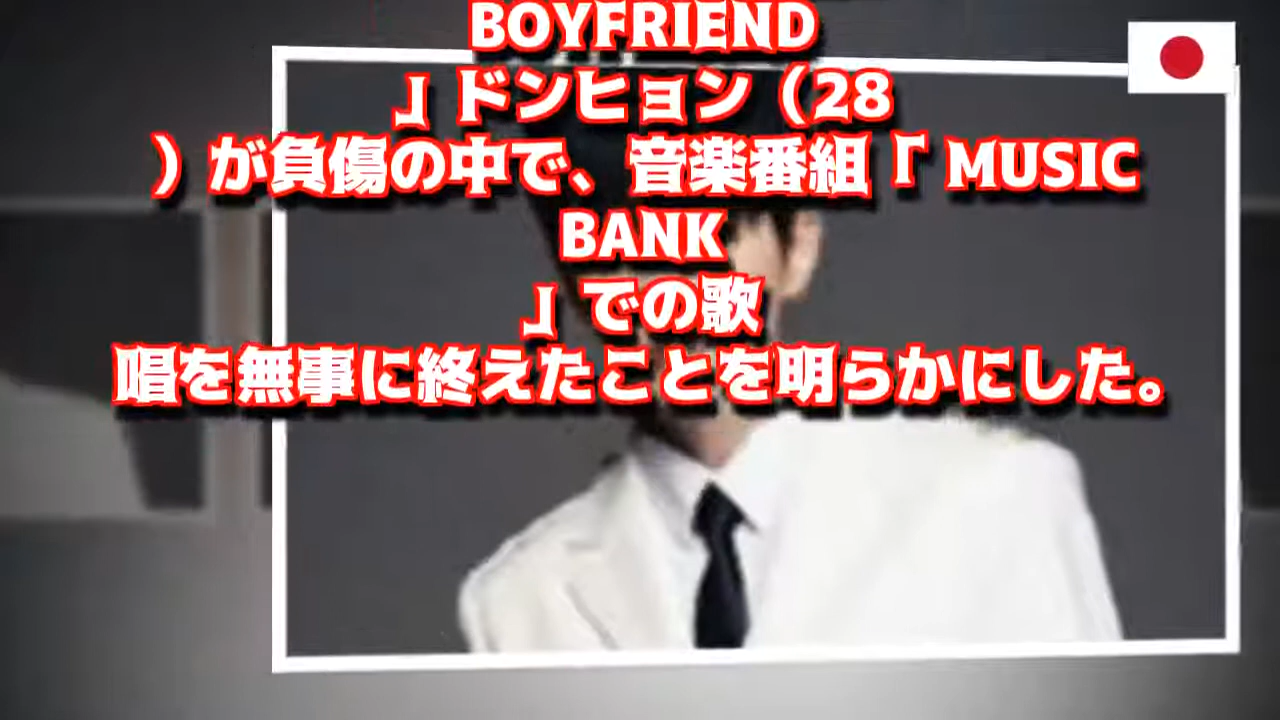 BOYFRIEND
」ドンヒョン（28
）が負傷の中で、音楽番組「 MUSIC
BANK
」での歌
唱を無事に終えたことを明らかにした。